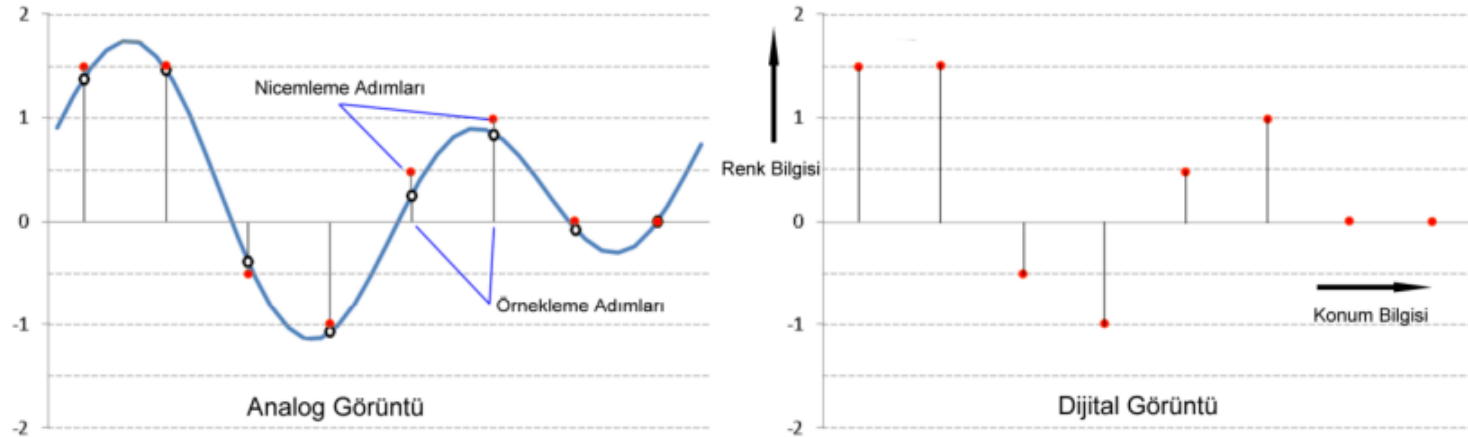 2
1
0
-1
-2
Nicemleme Adımları
Örnekleme Adımları
Analog Görüntü
2
1
0
-1
-2
Renk Bilgisi
Konum Bilgisi
Dijital Görüntü